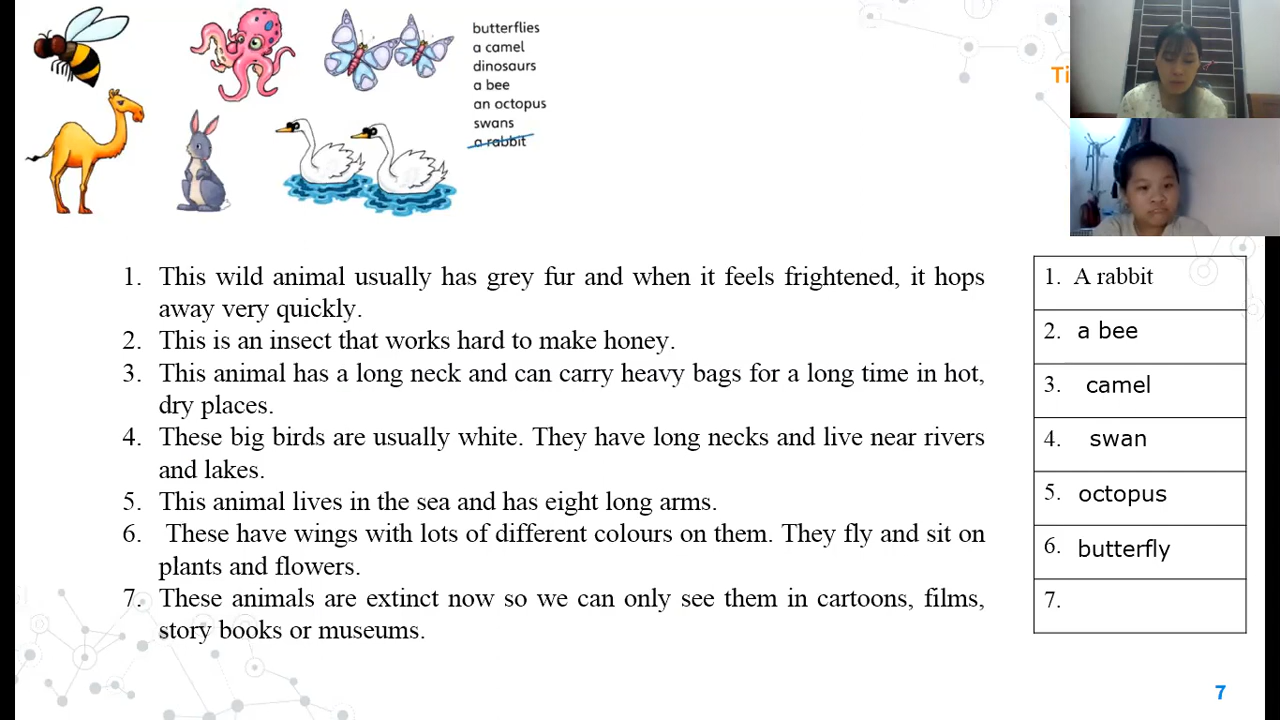 butterflies
a camel
dinosaurs
a bee
an octopus
swans
a rabbit
Ti
1. This wild animal usually has grey fur and when it feels frightened, it hops
away very quickly.
2. This is an insect that works hard to make honey.
3. This animal has a long neck and can carry heavy bags for a long time in hot,
dry places.
4. These big birds are usually white. They have long necks and live near rivers
and lakes.
5. This animal lives in the sea and has eight long arms.
6. These have wings with lots of different colours on them. They fly and sit on
plants and flowers.
7. These animals are extinct now so we can only see them in cartoons, films,
story books or museums.
1. A rabbit
2. a bee
3. camel
4. swan
5. octopus
6. butterfly
7.
7